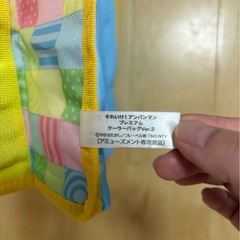 それいけ!アンパンマン
プレミアム
クーラーバッグVer.2
©やなせたかし/フレーベル館・TMS・NTV
【アミューズメント専用景品】